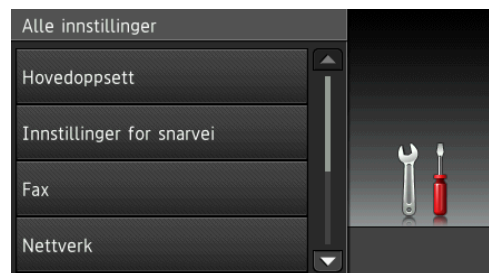 Alle innstillinger
Hovedoppsett
Innstillinger for snarvei
Fax
Nettverk